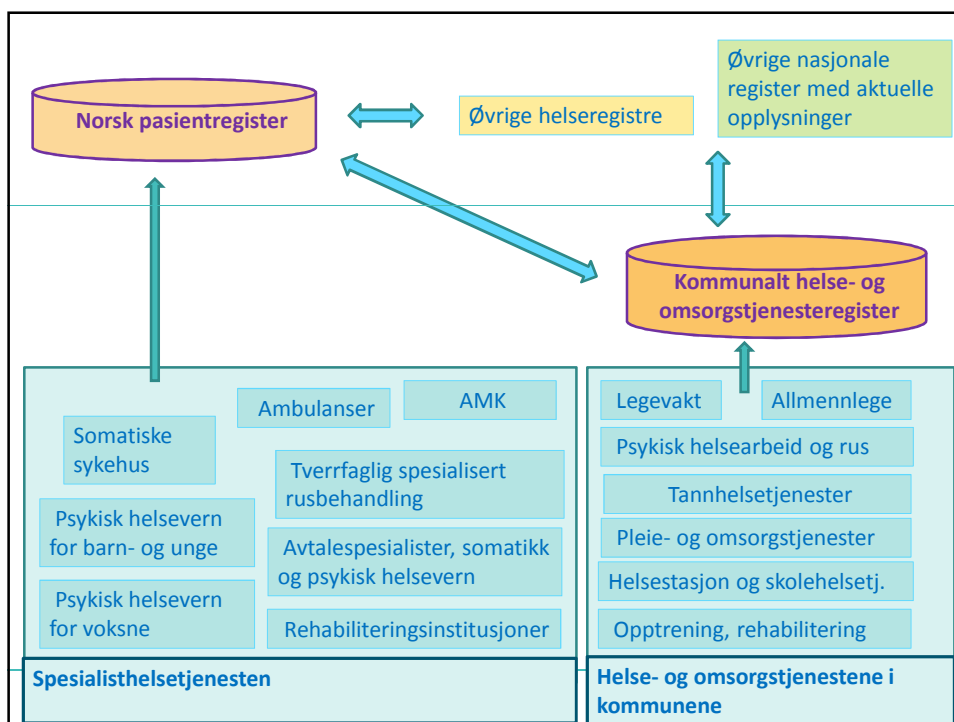 Norsk pasientregister
Øvrige helseregistre
Øvrige nasjonale
register med aktuelle
opplysninger
Kommunalt helse- og
omsorgstjenesteregister
Somatiske
sykehus
Ambulanser
AMK
Tverrfaglig spesialisert
rusbehandling
Psykisk helsevern
for barn- og unge
Avtalespesialister, somatikk
og psykisk helsevern
Psykisk helsevern
for voksne
Rehabiliteringsinstitusjoner
Spesialisthelsetjenesten
Legevakt
Allmennlege
Psykisk helsearbeid og rus
Tannhelsetjenester
Pleie- og omsorgstjenester
Helsestasjon og skolehelsetj.
Opptrening, rehabilitering
Helse- og omsorgstjenestene i
kommunene